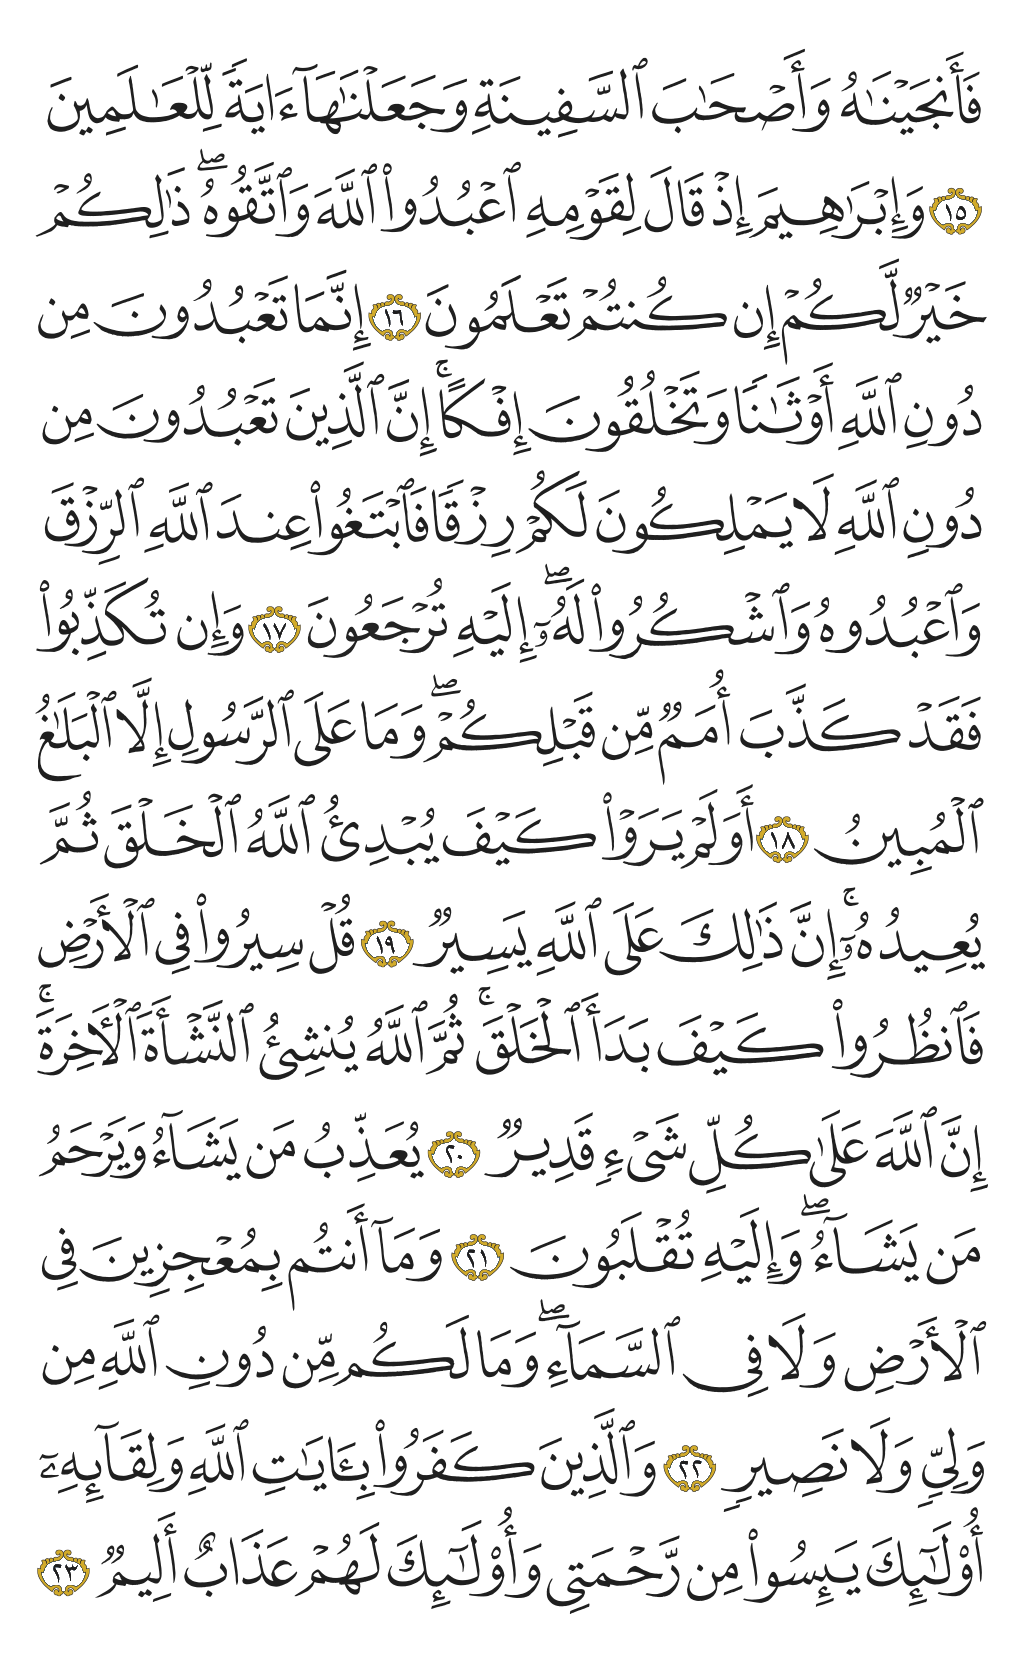 فَأَنجَيْنَٰهُ وَأَصْحَٰبَ ٱلسَّفِينَةِ وَجَعَلْنَٰهَآ ءَايَةً لِّلْعَٰلَمِينَ
١٥ وَإِبْرَٰهِيمَ إِذْ قَالَ لِقَوْمِهِ ٱعْبُدُوا۟ ٱللَّهَ وَٱتَّقُوهُ ۖ ذَٰلِكُمْ
خَيْرٌ لَّكُمْ إِن كُنتُمْ تَعْلَمُونَ ١٦ إِنَّمَا تَعْبُدُونَ مِن
دُونِ ٱللَّهِ أَوْثَٰنًا وَتَخْلُقُونَ إِفْكًا ۚ إِنَّ ٱلَّذِينَ تَعْبُدُونَ مِن
دُونِ ٱللَّهِ لَا يَمْلِكُونَ لَكُمْ رِزْقًا فَٱبْتَغُوا۟ عِندَ ٱللَّهِ ٱلرِّزْقَ
وَٱعْبُدُوهُ وَٱشْكُرُوا۟ لَهُۥٓ ۖ إِلَيْهِ تُرْجَعُونَ ١٧ وَإِن تُكَذِّبُوا۟
فَقَدْ كَذَّبَ أُمَمٌ مِّن قَبْلِكُمْ ۖ وَمَا عَلَى ٱلرَّسُولِ إِلَّا ٱلْبَلَٰغُ
ٱلْمُبِينُ ١٨ أَوَلَمْ يَرَوْا۟ كَيْفَ يُبْدِئُ ٱللَّهُ ٱلْخَلْقَ ثُمَّ
يُعِيدُهُۥٓ ۚ إِنَّ ذَٰلِكَ عَلَى ٱللَّهِ يَسِيرٌ ١٩ قُلْ سِيرُوا۟ فِى ٱلْأَرْضِ
فَٱنظُرُوا۟ كَيْفَ بَدَأَ ٱلْخَلْقَ ۚ ثُمَّ ٱللَّهُ يُنشِئُ ٱلنَّشْأَةَ ٱلْءَاخِرَةَ ۚ
إِنَّ ٱللَّهَ عَلَىٰ كُلِّ شَىْءٍ قَدِيرٌ ٢٠ يُعَذِّبُ مَن يَشَآءُ وَيَرْحَمُ
مَن يَشَآءُ ۖ وَإِلَيْهِ تُقْلَبُونَ ٢١ وَمَآ أَنتُم بِمُعْجِزِينَ فِى
ٱلْأَرْضِ وَلَا فِى ٱلسَّمَآءِ ۖ وَمَا لَكُم مِّن دُونِ ٱللَّهِ مِن
وَلِىٍّ وَلَا نَصِيرٍ ٢٢ وَٱلَّذِينَ كَفَرُوا۟ بِـَٔايَٰتِ ٱللَّهِ وَلِقَآئِهِۦٓ
أُو۟لَٰٓئِكَ يَئِسُوا۟ مِن رَّحْمَتِى وَأُو۟لَٰٓئِكَ لَهُمْ عَذَابٌ أَلِيمٌ ٢٣